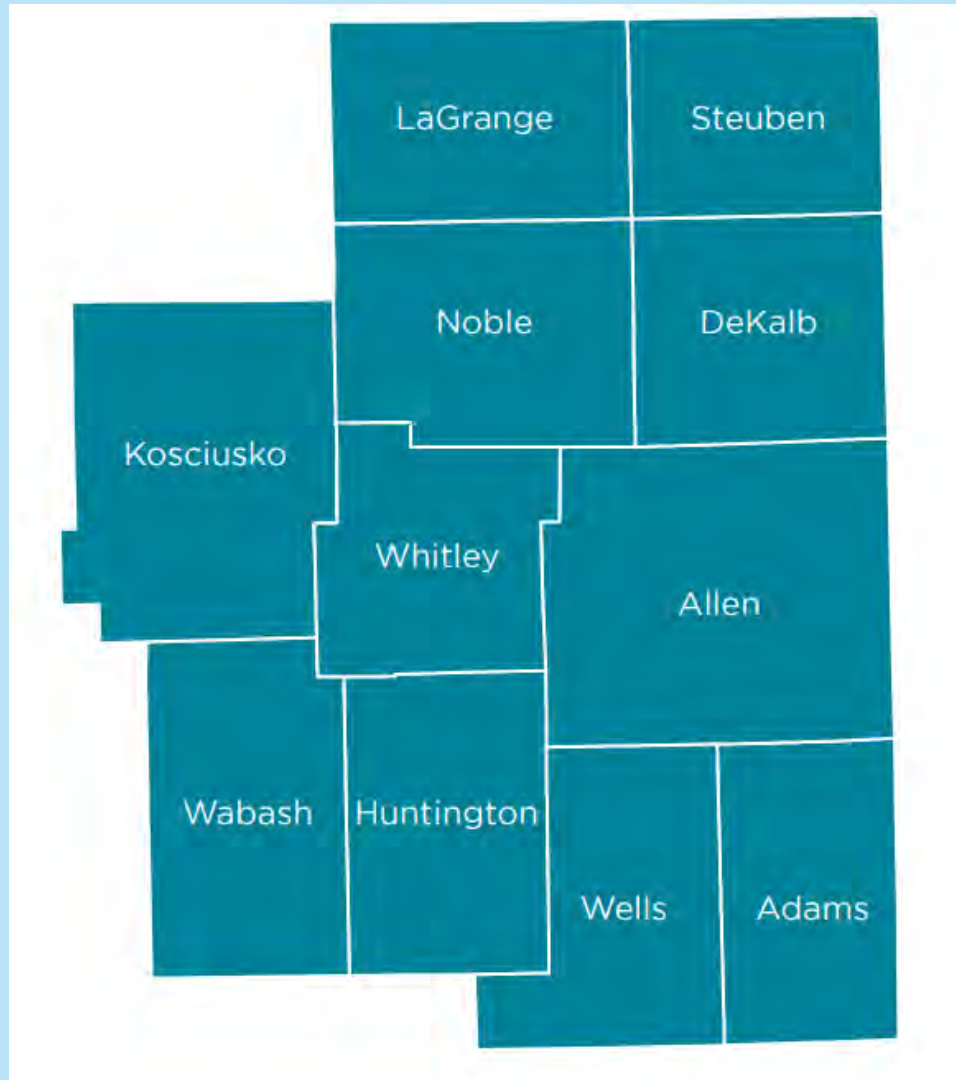 LaGrange
Steuben
Noble
DeKalb
Kosciusko
Whitley
Allen
Wabash
Huntington
Wells
Adams